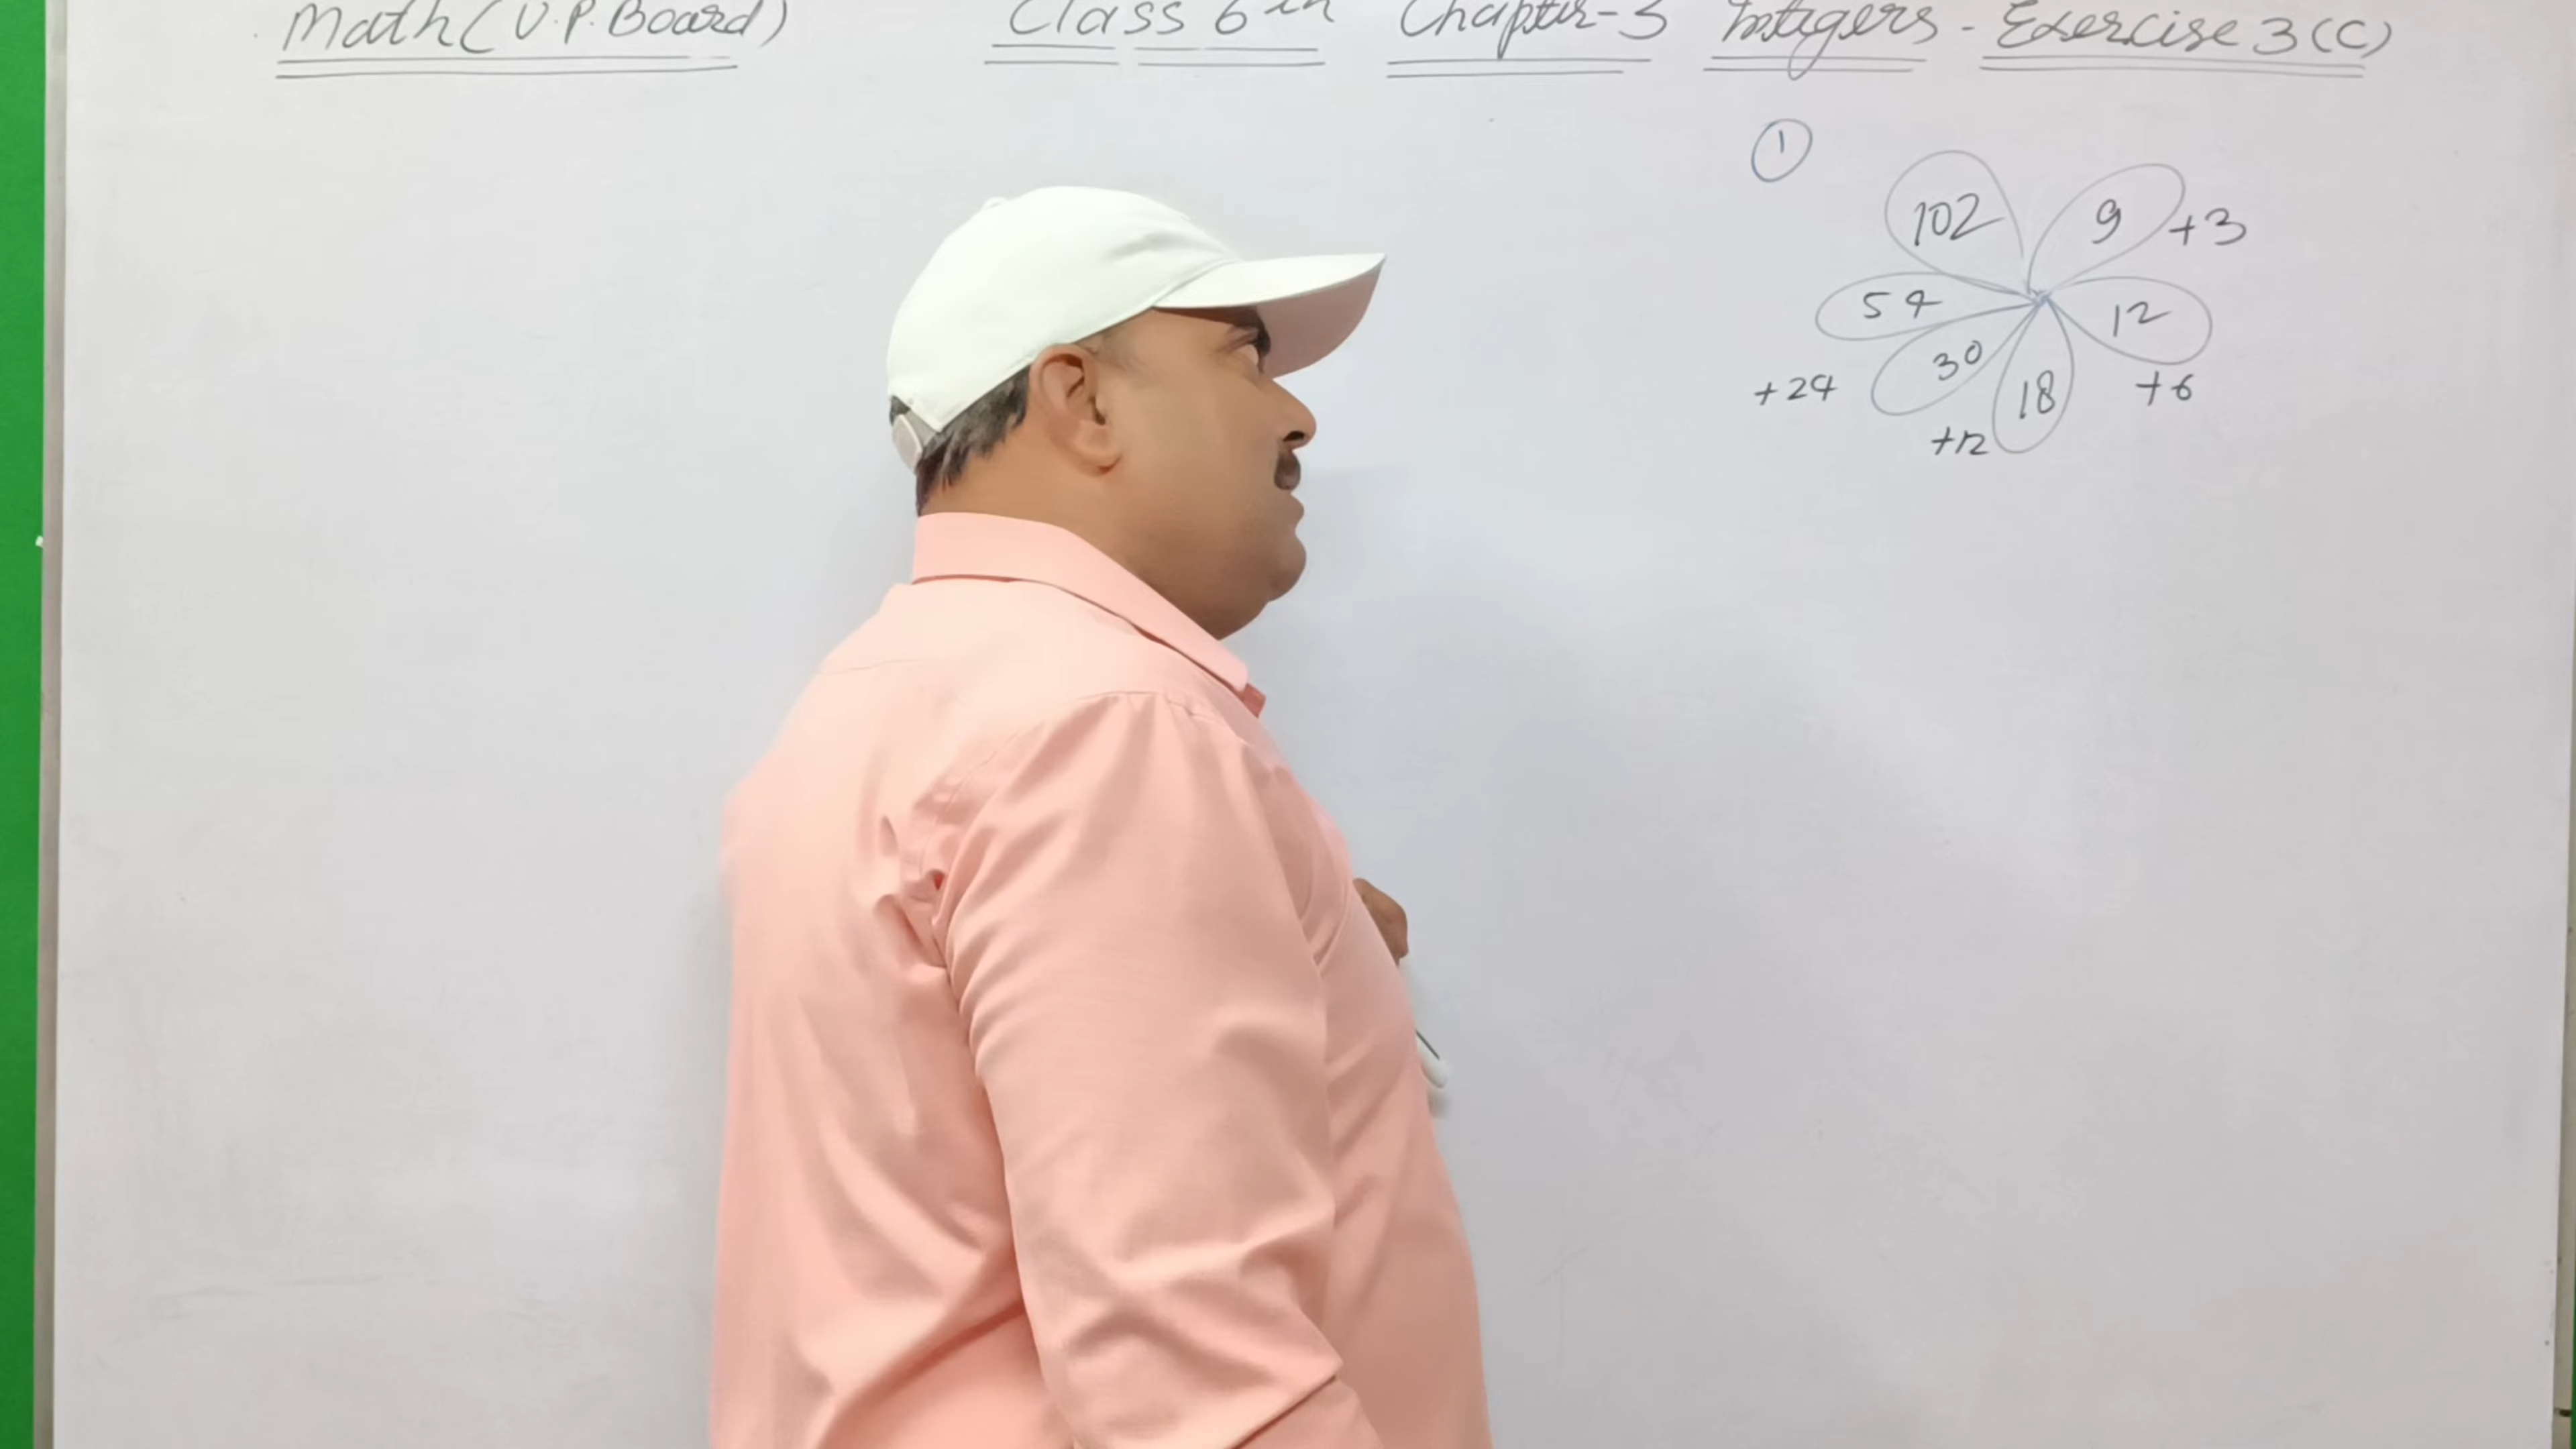 Math (U.P. Board) Class 6th Chapter-3 Integers - Exercise 3(C)
1
102 9 +3
54 12
30
+24 18 +6
+12